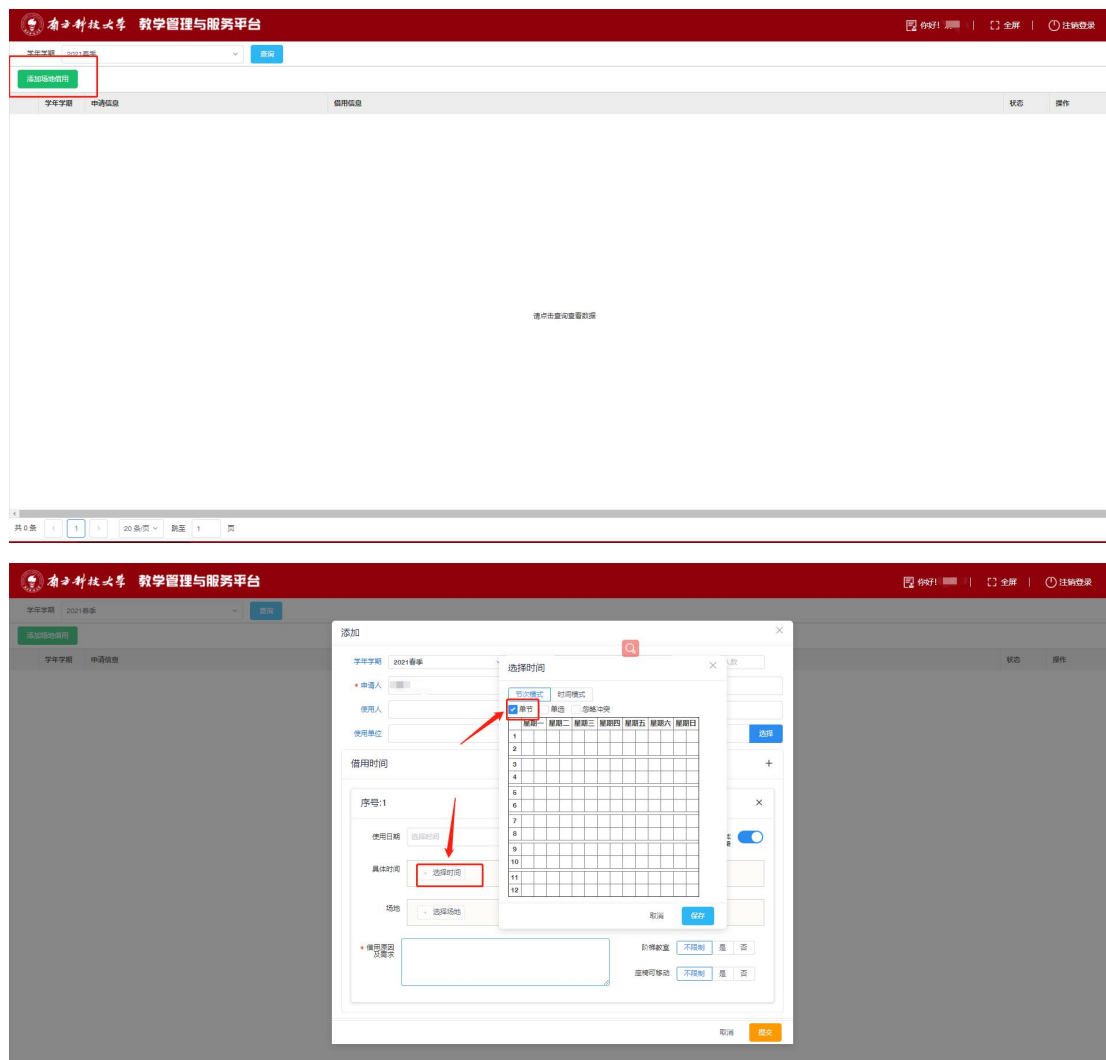 南方科技大学 教学管理与服务平台 你好! | 全屏 | 注销登录
学年学期 2021春季 查询
添加场地借用
学年学期 申请信息 借用信息 状态 操作
请点击查询查看数据
共 0 条 < 1 > 20 条/页 跳至 1 页
南方科技大学 教学管理与服务平台 你好! | 全屏 | 注销登录
学年学期 2021春季 查询
添加场地借用
学年学期 申请信息 状态 操作
添加
学年学期 2021春季 人数
* 申请人
使用人
使用单位 选择
借用时间 +
序号:1
使用日期 选择时间
具体时间 选择时间
场地 选择场地
* 借用原因
及需求
阶梯教室 不限制 是 否
座椅可移动 不限制 是 否
取消 提交
选择时间
节次模式 时间模式
单节 单选 忽略冲突
星期一 星期二 星期三 星期四 星期五 星期六 星期日
1
2
3
4
5
6
7
8
9
10
11
12
取消 保存